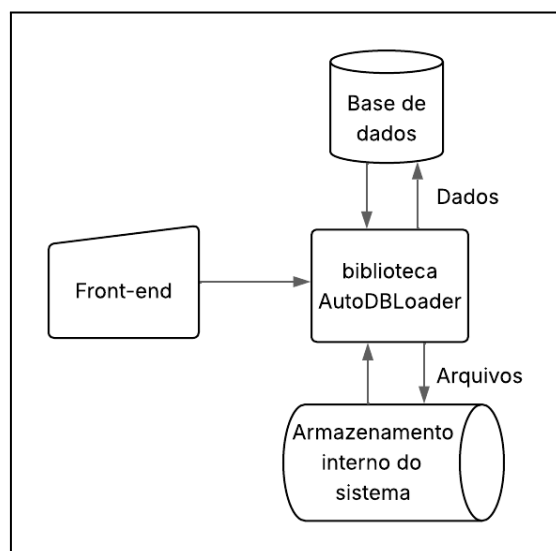 Base de
dados
Dados
Front-end
biblioteca
AutoDBLoader
Arquivos
Armazenamento
interno do
sistema